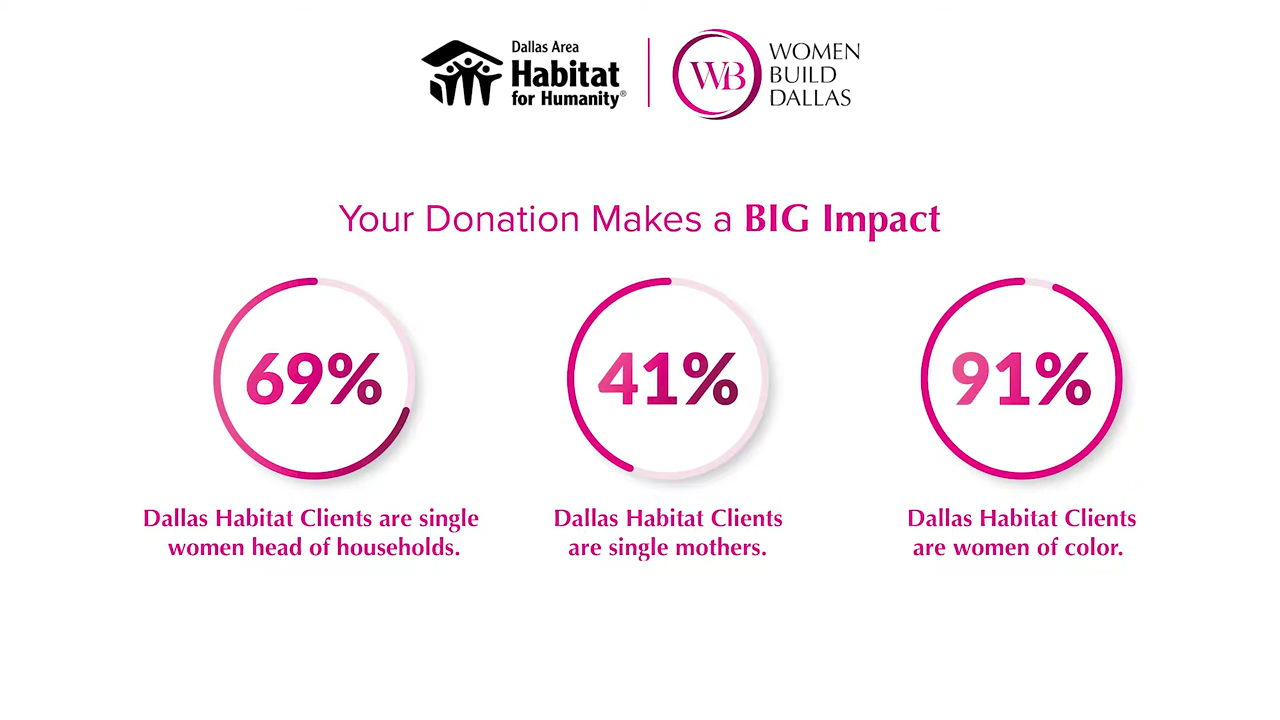 Dallas Area
Habitat
for Humanity®
WB
WOMEN
BUILD
DALLAS
Your Donation Makes a BIG Impact
69%
Dallas Habitat Clients are single
women head of households.
41%
Dallas Habitat Clients
are single mothers.
91%
Dallas Habitat Clients
are women of color.